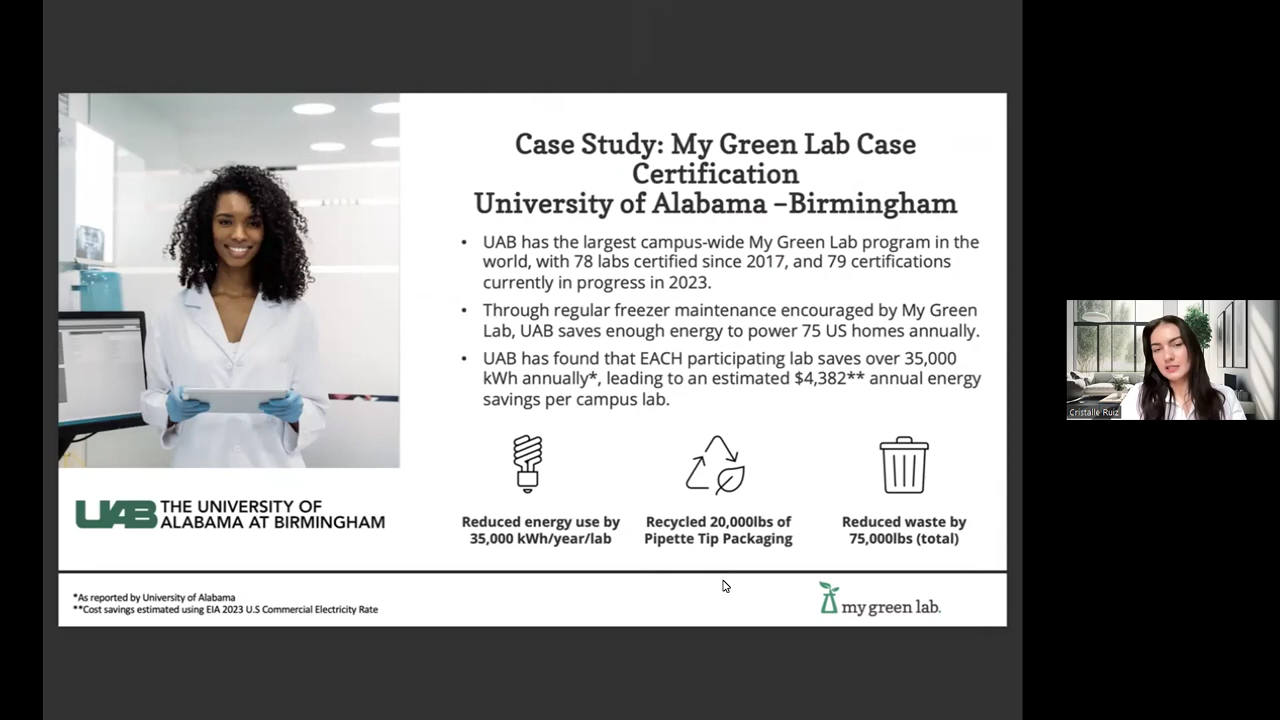 Case Study: My Green Lab Case
Certification
University of Alabama –Birmingham
• UAB has the largest campus-wide My Green Lab program in the
world, with 78 labs certified since 2017, and 79 certifications
currently in progress in 2023.
• Through regular freezer maintenance encouraged by My Green
Lab, UAB saves enough energy to power 75 US homes annually.
• UAB has found that EACH participating lab saves over 35,000
kWh annually*, leading to an estimated $4,382** annual energy
savings per campus lab.
Reduced energy use by
35,000 kWh/year/lab
Recycled 20,000lbs of
Pipette Tip Packaging
Reduced waste by
75,000lbs (total)
UAB THE UNIVERSITY OF
ALABAMA AT BIRMINGHAM
*As reported by University of Alabama
**Cost savings estimated using EIA 2023 U.S Commercial Electricity Rate
my green lab.
Cristalle Ruiz